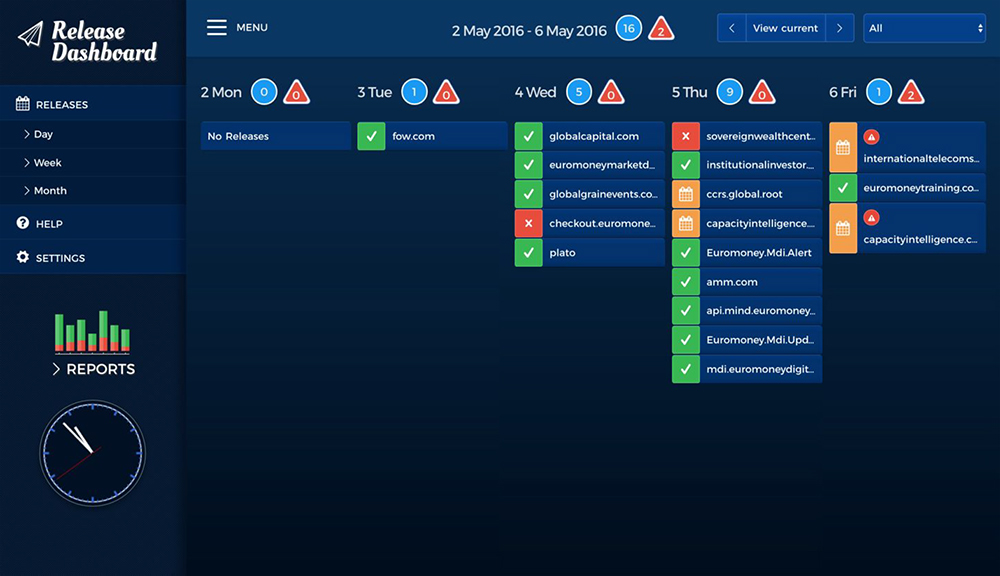 Release
Dashboard
MENU
2 May 2016 - 6 May 2016 16 2
View current
All
RELEASES
Day
Week
Month
HELP
SETTINGS
REPORTS
2 Mon 0 0
No Releases
3 Tue 1 0
fow.com
4 Wed 5 0
globalcapital.com
euromoneymarketd...
globalgrainevents.co...
checkout.euromone...
plato
5 Thu 9 0
sovereignwealthcent...
institutionalinvestor....
ccrs.global.root
capacityintelligence....
Euromoney.Mdi.Alert
amm.com
api.mind.euromoney...
Euromoney.Mdi.Upd...
mdi.euromoneydigit...
6 Fri 1 2
internationaltelecoms...
euromoneytraining.co...
capacityintelligence.c...